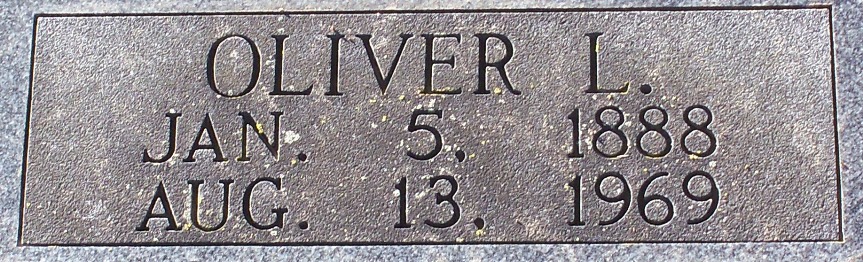 OLIVER L.
JAN. 5, 1888
AUG. 13, 1969